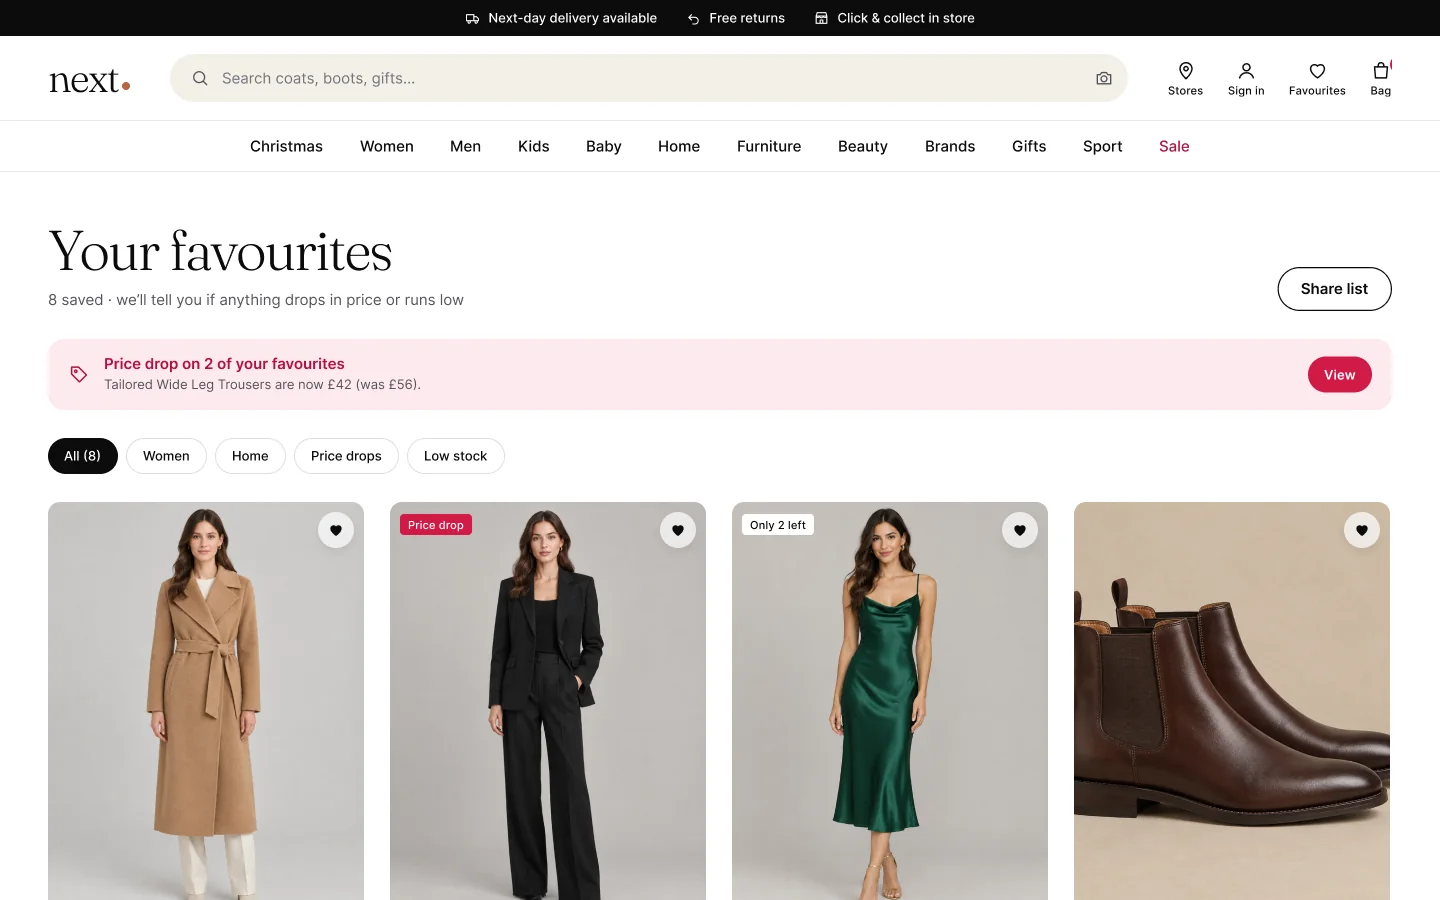 Next-day delivery available
Free returns
Click & collect in store
next.
Search coats, boots, gifts...
Stores
Sign in
Favourites
Bag
Christmas
Women
Men
Kids
Baby
Home
Furniture
Beauty
Brands
Gifts
Sport
Sale
Your favourites
8 saved · we’ll tell you if anything drops in price or runs low
Share list
Price drop on 2 of your favourites
Tailored Wide Leg Trousers are now £42 (was £56).
View
All (8)
Women
Home
Price drops
Low stock
Price drop
Only 2 left